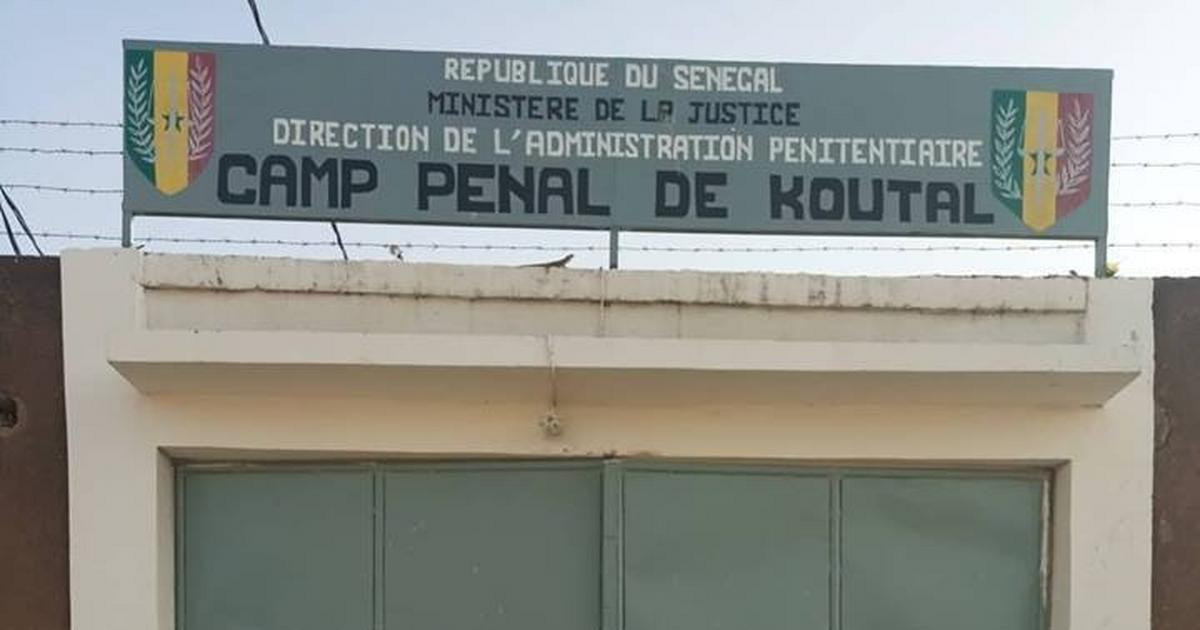 REPUBLIQUE DU SENEGAL
MINISTERE DE LA JUSTICE
DIRECTION DE L'ADMINISTRATION PENITENTIAIRE
CAMP PENAL DE KOUTAL